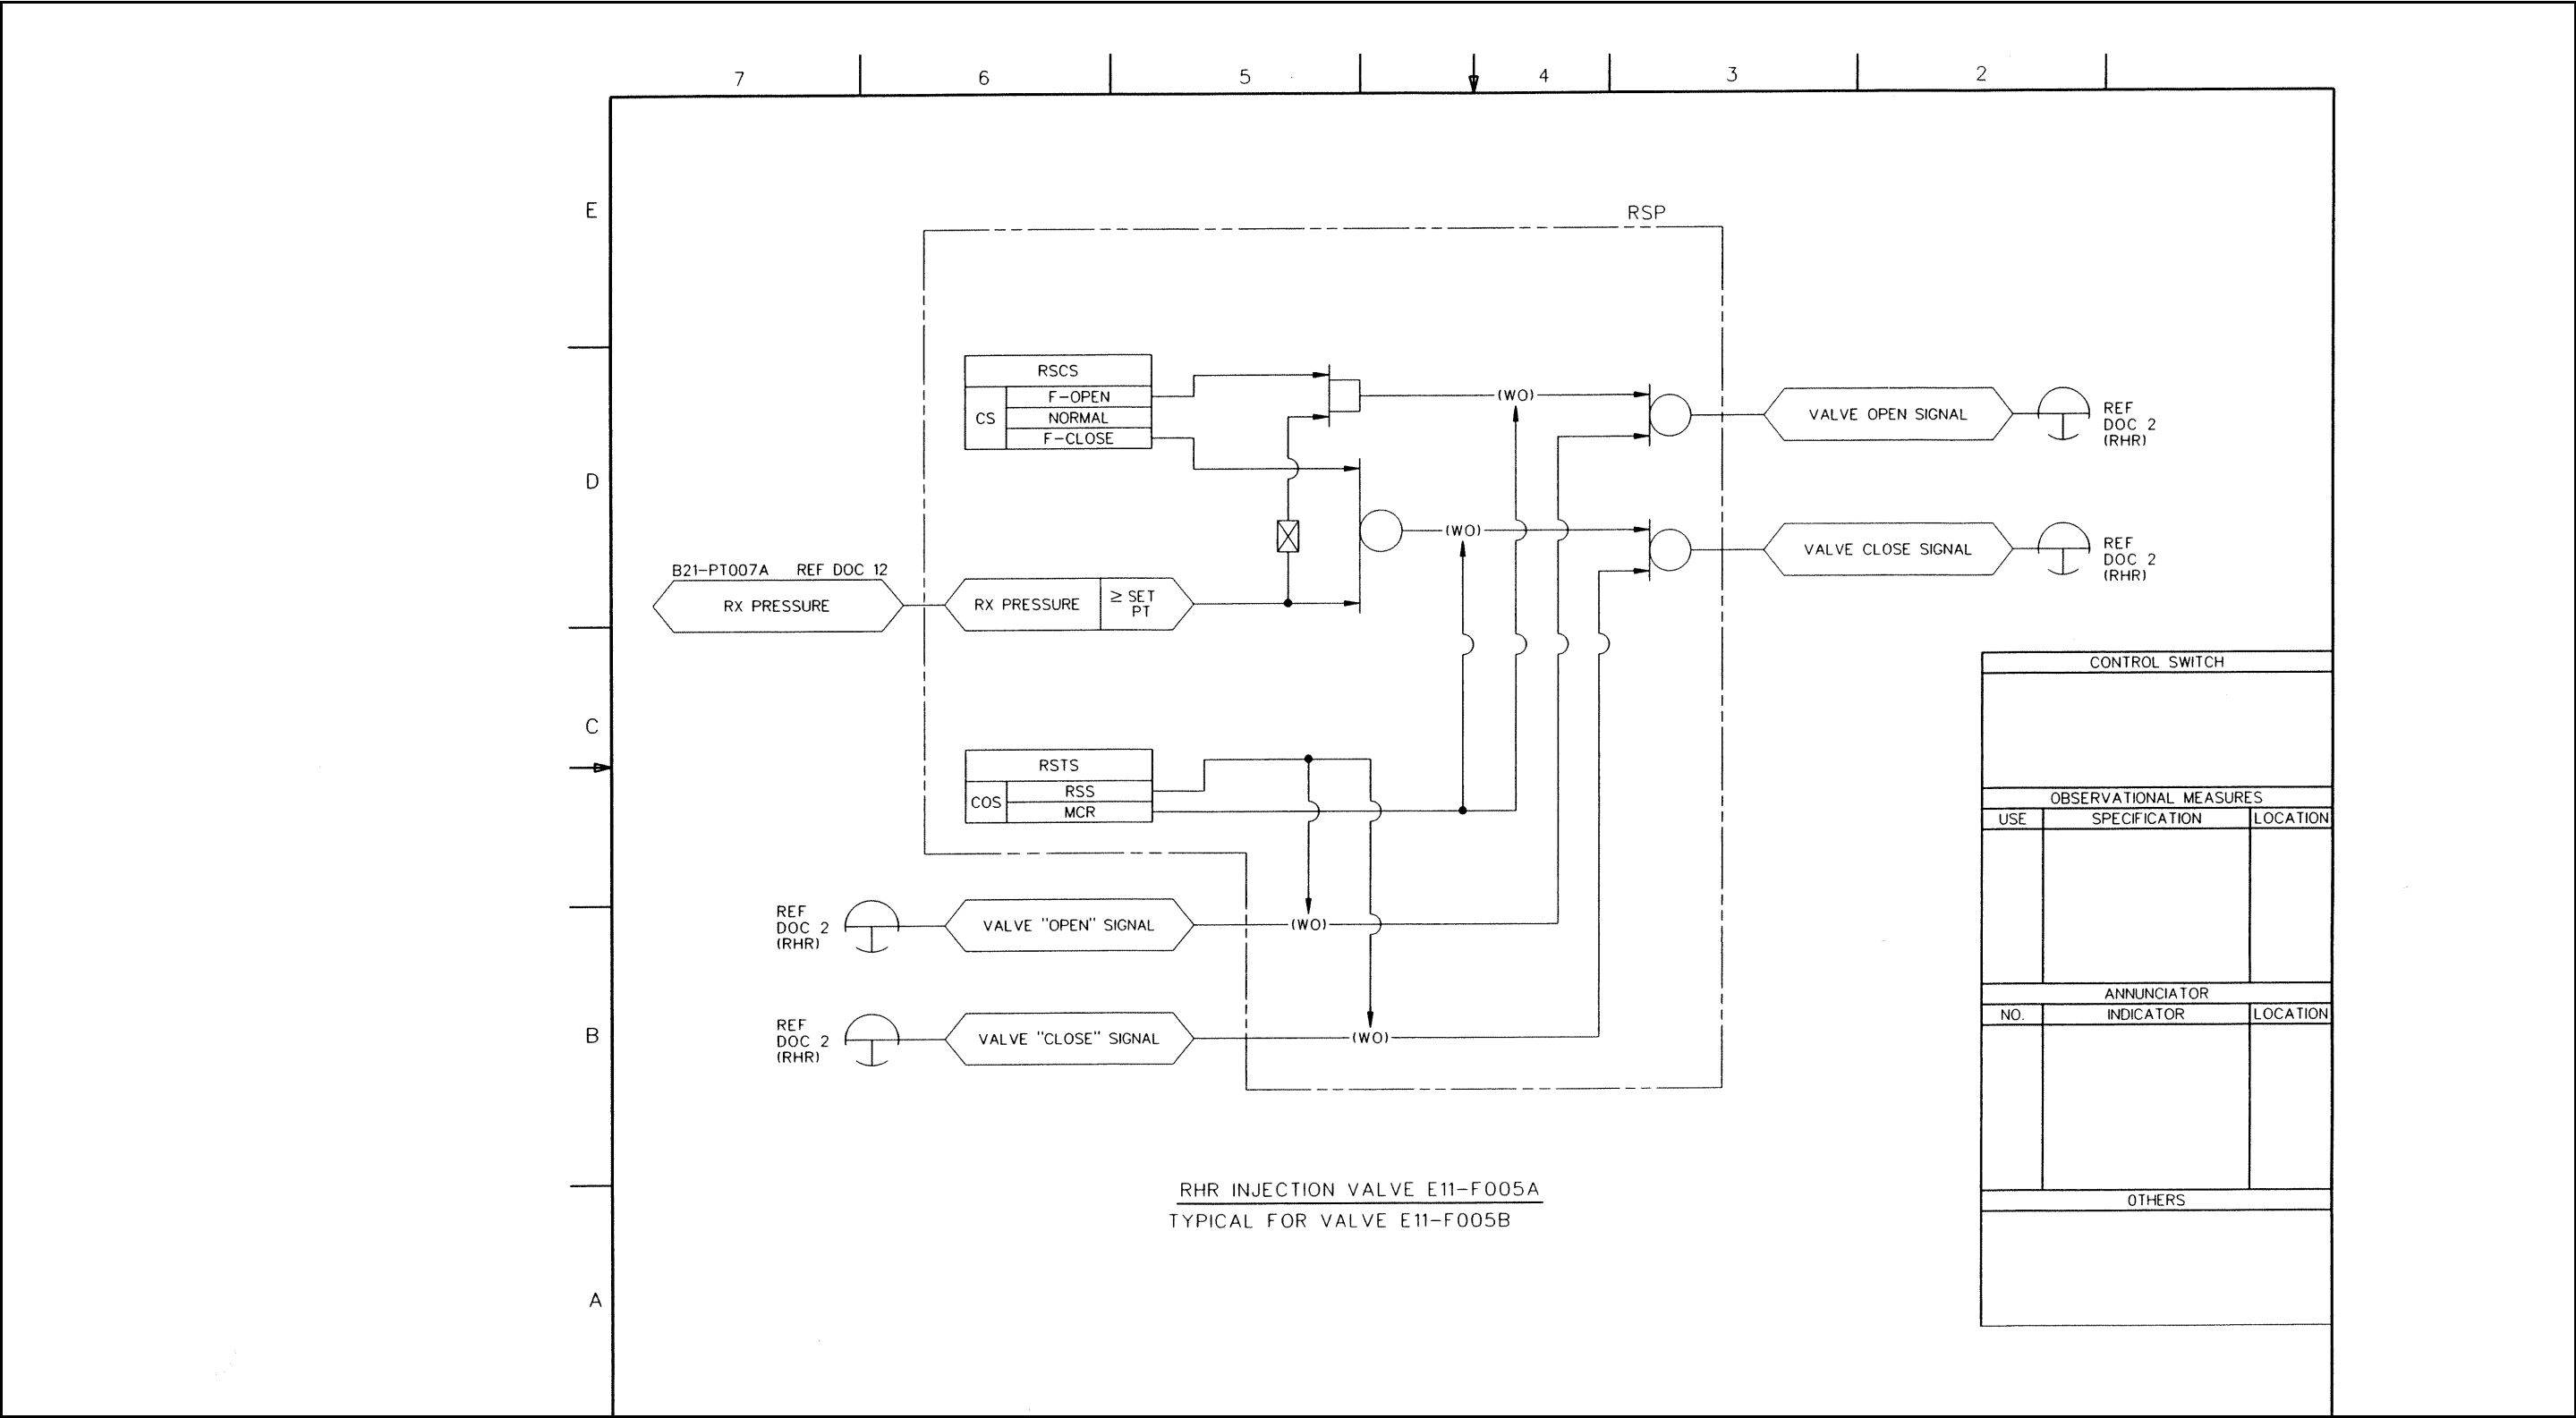 7 6 5 4 3 2
E
D
C
B
A
RSP
RSCS
CS
F-OPEN
NORMAL
F-CLOSE
(WO)
VALVE OPEN SIGNAL
REF
DOC 2
(RHR)
(WO)
VALVE CLOSE SIGNAL
REF
DOC 2
(RHR)
B21-PT007A REF DOC 12
RX PRESSURE
RX PRESSURE
≥ SET
PT
RSTS
COS
RSS
MCR
REF
DOC 2
(RHR)
VALVE "OPEN" SIGNAL
(WO)
REF
DOC 2
(RHR)
VALVE "CLOSE" SIGNAL
(WO)
CONTROL SWITCH
OBSERVATIONAL MEASURES
USE SPECIFICATION LOCATION
ANNUNCIATOR
NO. INDICATOR LOCATION
OTHERS
RHR INJECTION VALVE E11-F005A
TYPICAL FOR VALVE E11-F005B